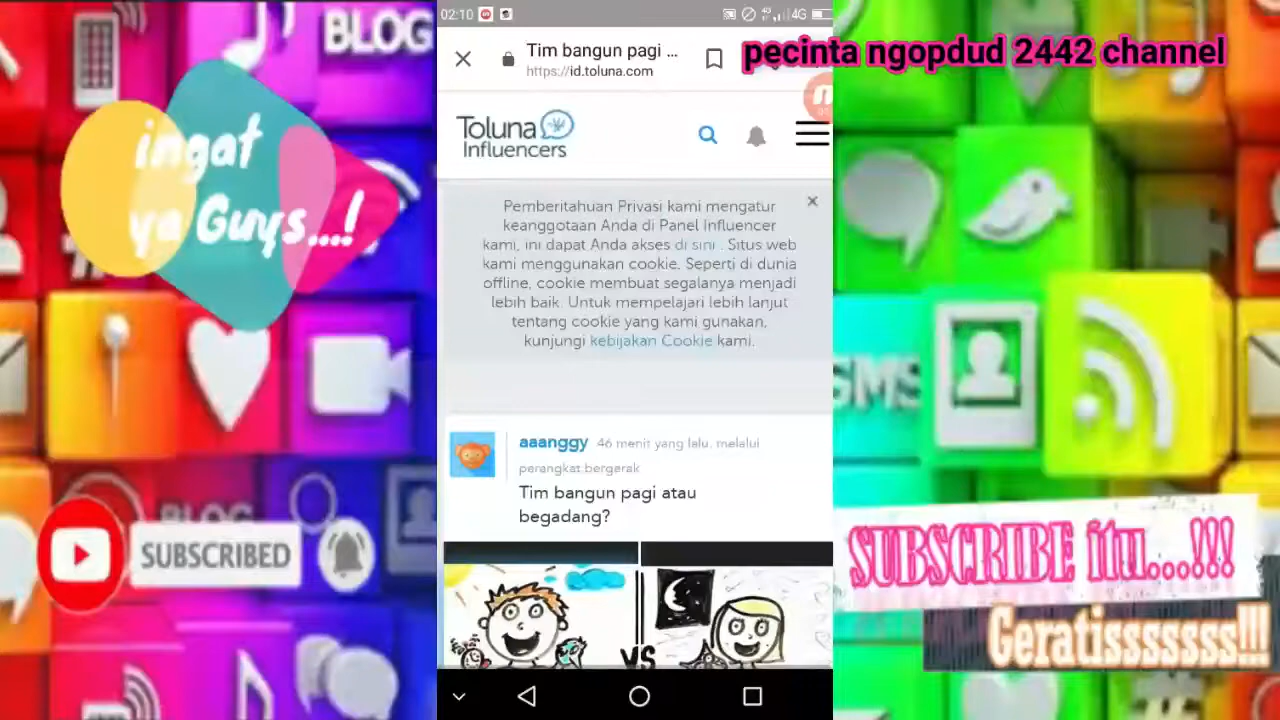 BLOG
ingat
ya Guys...!
BLOG
SUBSCRIBED
02:10
4G
4G
Tim bangun pagi ...
https://id.toluna.com
Toluna
Influencers
Pemberitahuan Privasi kami mengatur
keanggotaan Anda di Panel Influencer
kami, ini dapat Anda akses di sini . Situs web
kami menggunakan cookie. Seperti di dunia
offline, cookie membuat segalanya menjadi
lebih baik. Untuk mempelajari lebih lanjut
tentang cookie yang kami gunakan,
kunjungi kebijakan Cookie kami.
aaanggy 46 menit yang lalu, melalui
perangkat bergerak
Tim bangun pagi atau
begadang?
VS
pecinta ngopdud 2442 channel
SMS
SUBSCRIBE itu...!!!
Geratisssssss!!!